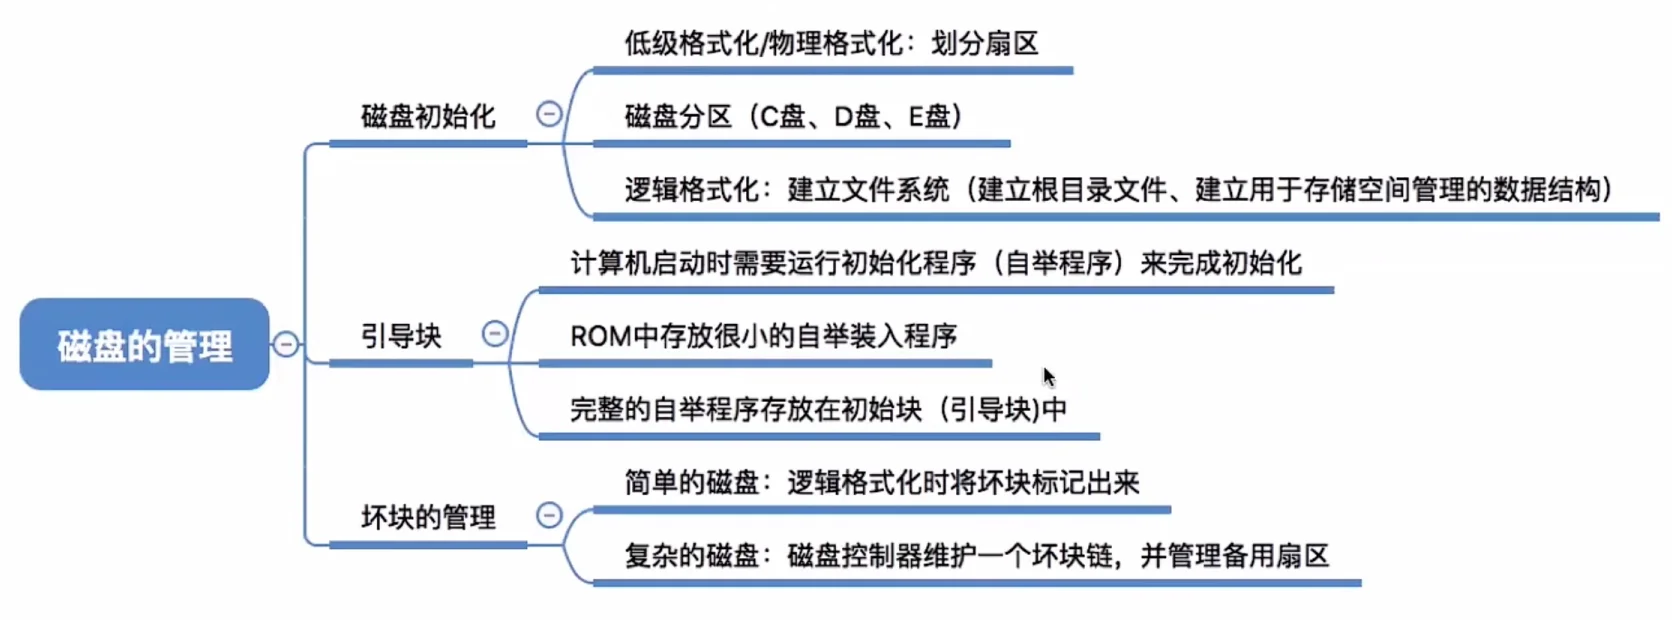 磁盘的管理
磁盘初始化
低级格式化/物理格式化：划分扇区
磁盘分区（C盘、D盘、E盘）
逻辑格式化：建立文件系统（建立根目录文件、建立用于存储空间管理的数据结构）
引导块
计算机启动时需要运行初始化程序（自举程序）来完成初始化
ROM中存放很小的自举装入程序
完整的自举程序存放在初始块（引导块)中
坏块的管理
简单的磁盘：逻辑格式化时将坏块标记出来
复杂的磁盘：磁盘控制器维护一个坏块链，并管理备用扇区